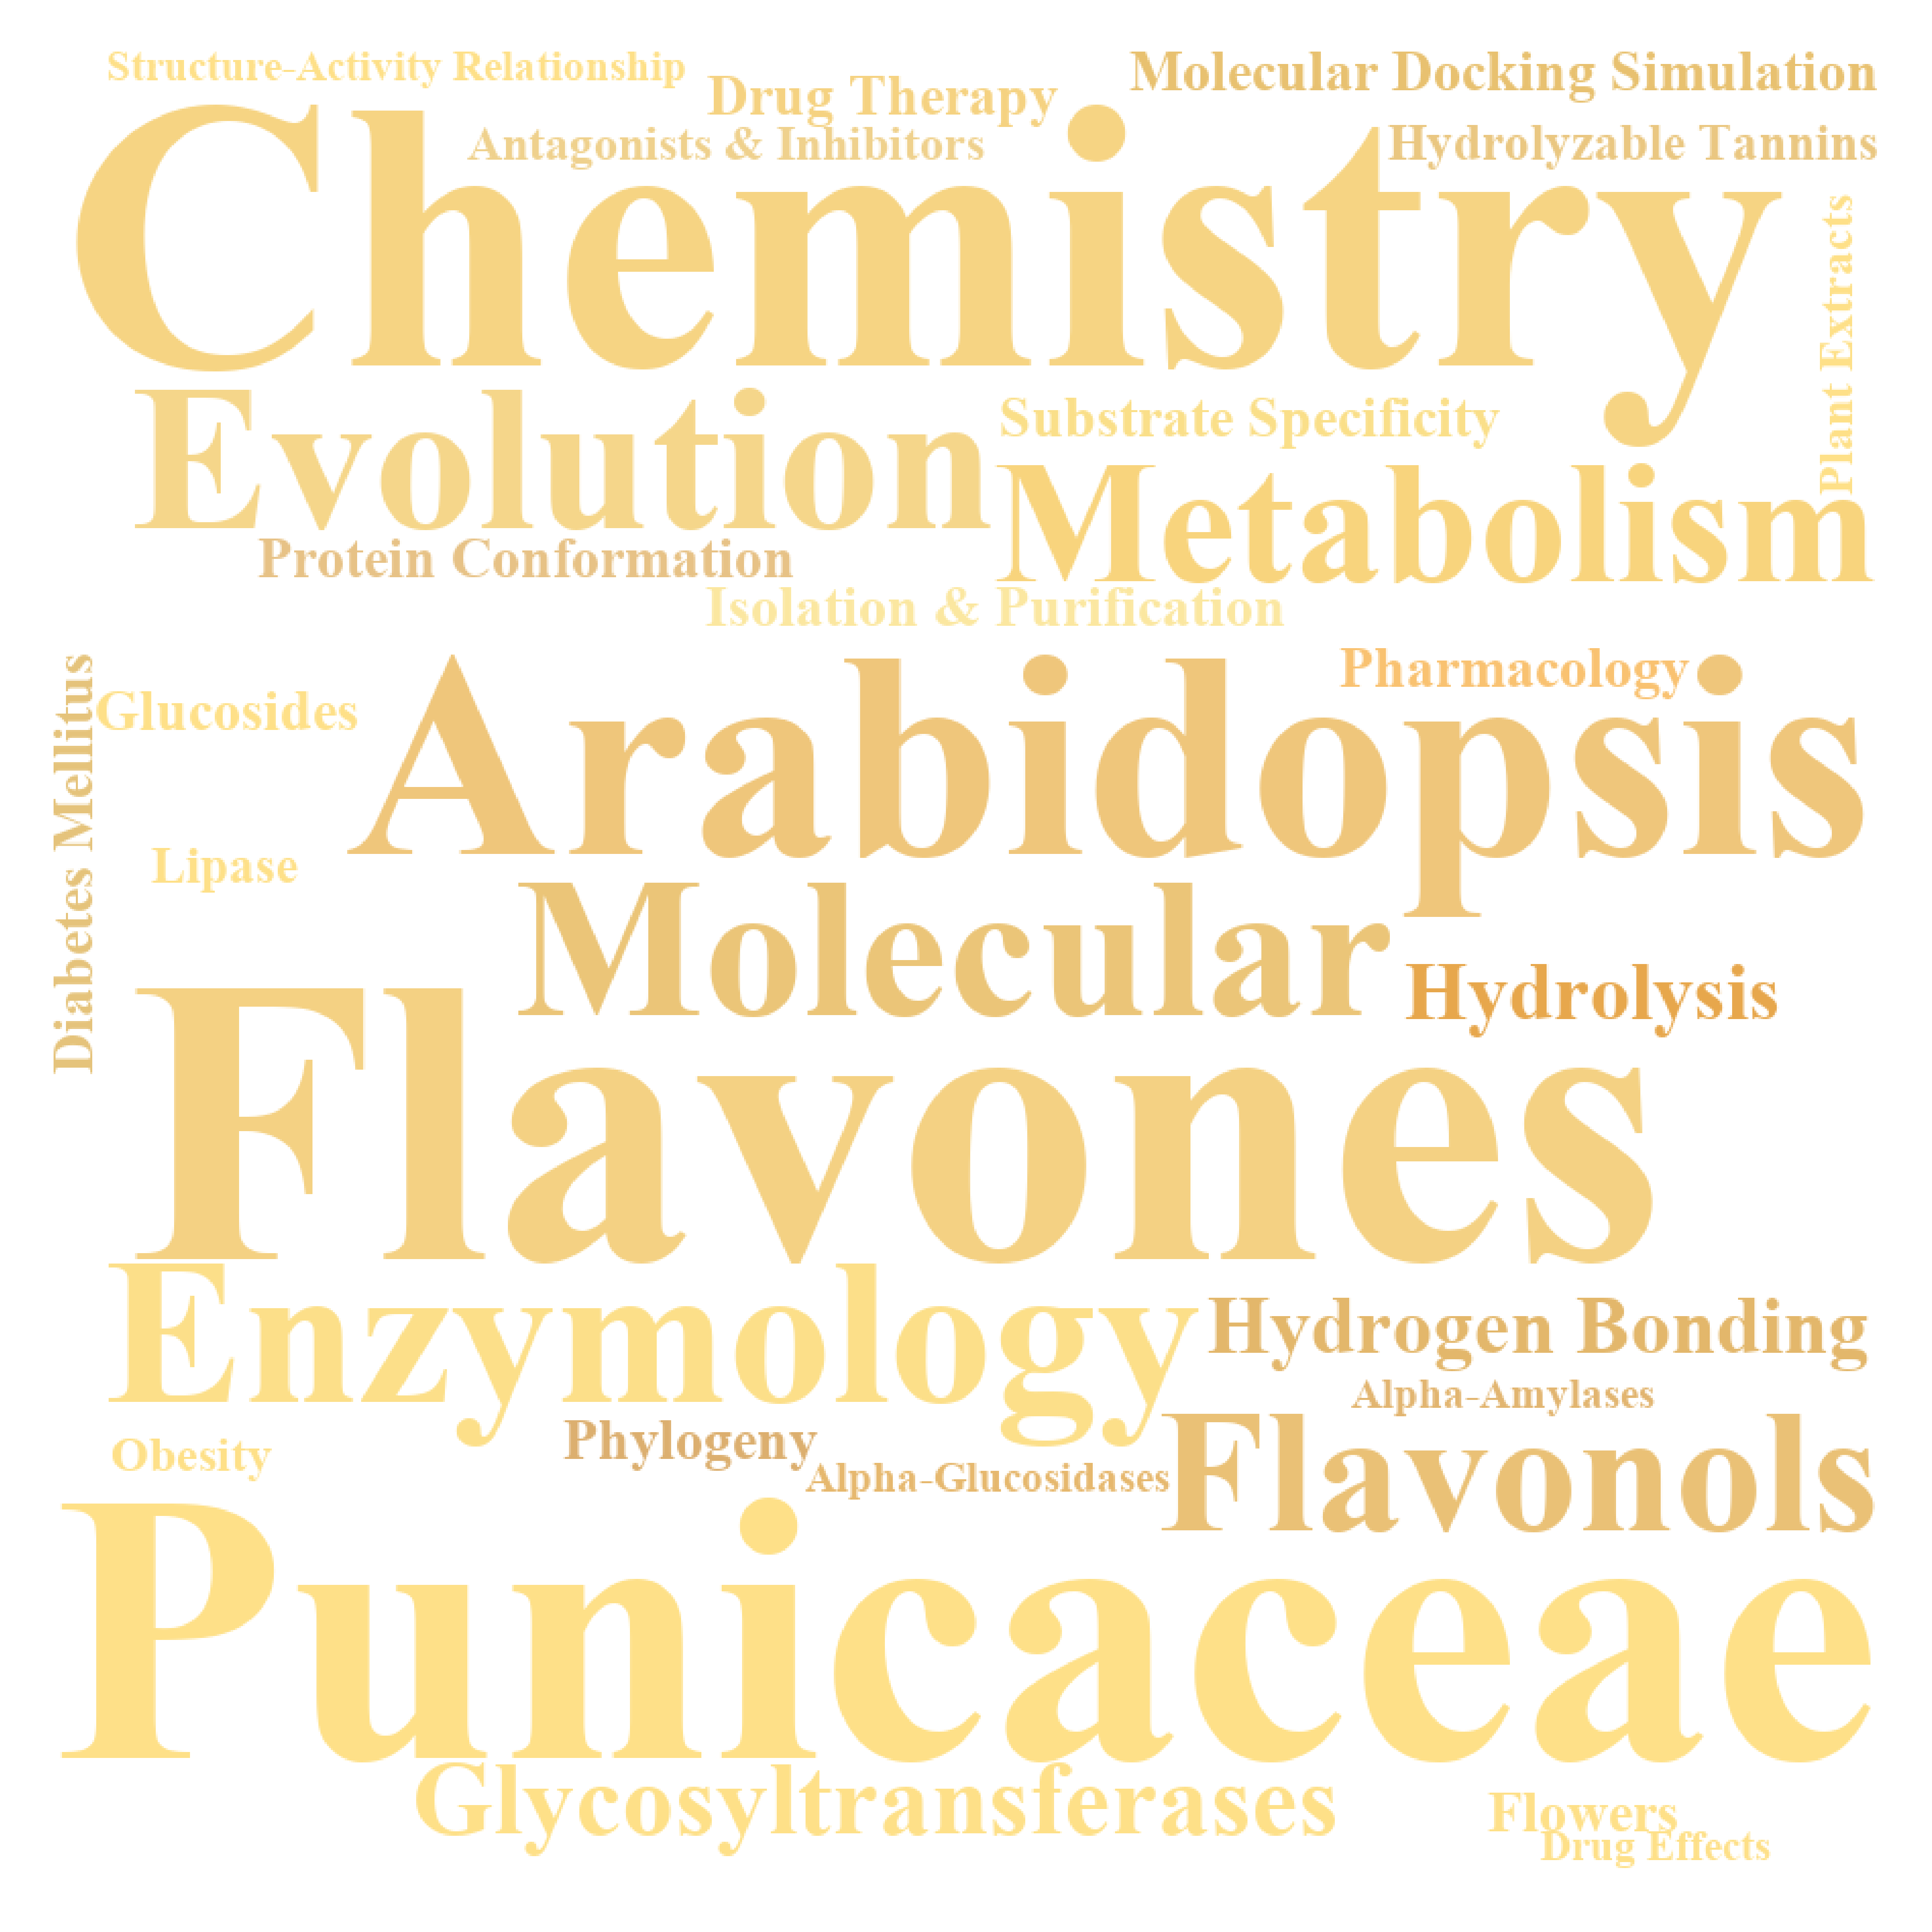 Structure-Activity Relationship
Drug Therapy
Molecular Docking Simulation
Antagonists & Inhibitors
Hydrolyzable Tannins
Chemistry
Plant Extracts
Evolution
Substrate Specificity
Metabolism
Protein Conformation
Isolation & Purification
Diabetes Mellitus
Glucosides
Arabidopsis
Pharmacology
Lipase
Molecular
Hydrolysis
Flavones
Enzymology
Hydrogen Bonding
Alpha-Amylases
Obesity
Phylogeny
Alpha-Glucosidases
Flavonols
Punicaceae
Glycosyltransferases
Flowers
Drug Effects